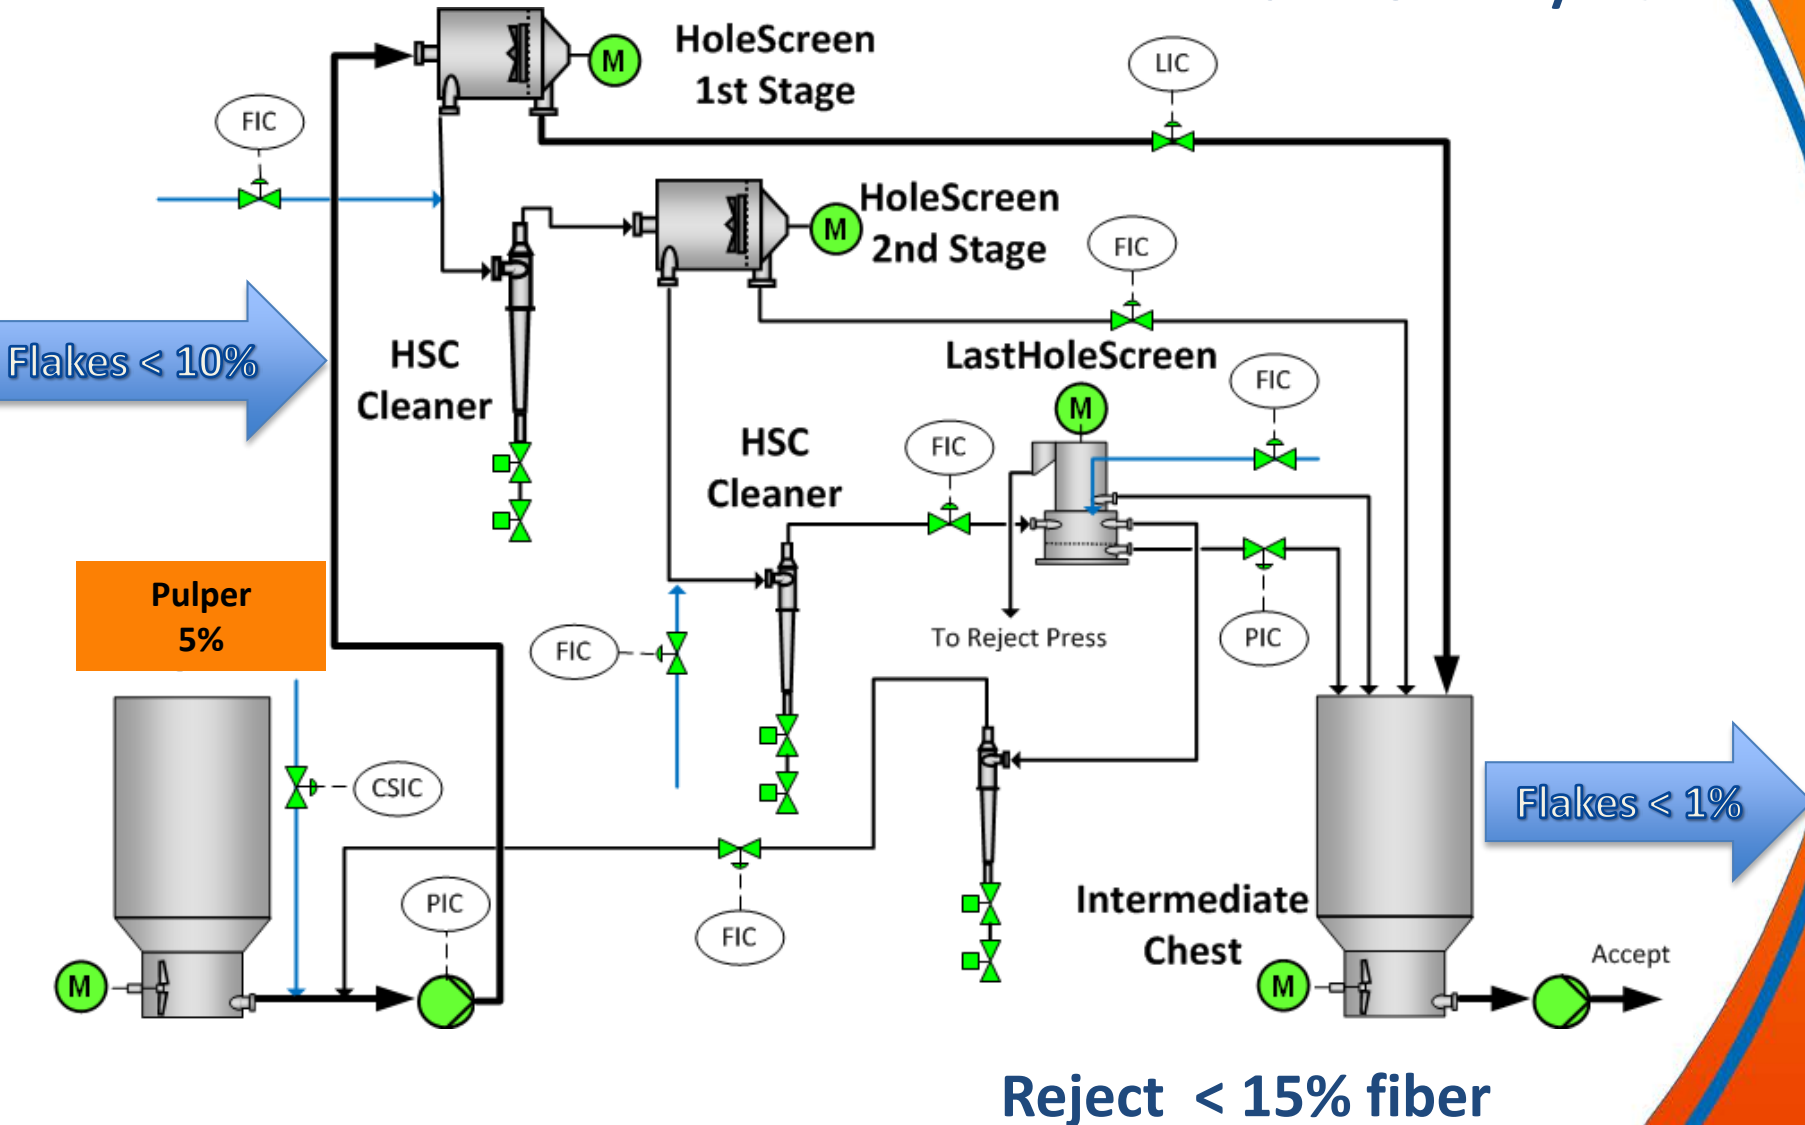 HoleScreen
1st Stage
M
LIC
FIC
HoleScreen
2nd Stage
M
FIC
Flakes < 10%
HSC
Cleaner
LastHoleScreen
M
FIC
HSC
Cleaner
FIC
Pulper
5%
FIC
To Reject Press
PIC
CSIC
Flakes < 1%
PIC
FIC
Intermediate
Chest
M
M
Accept
Reject < 15% fiber